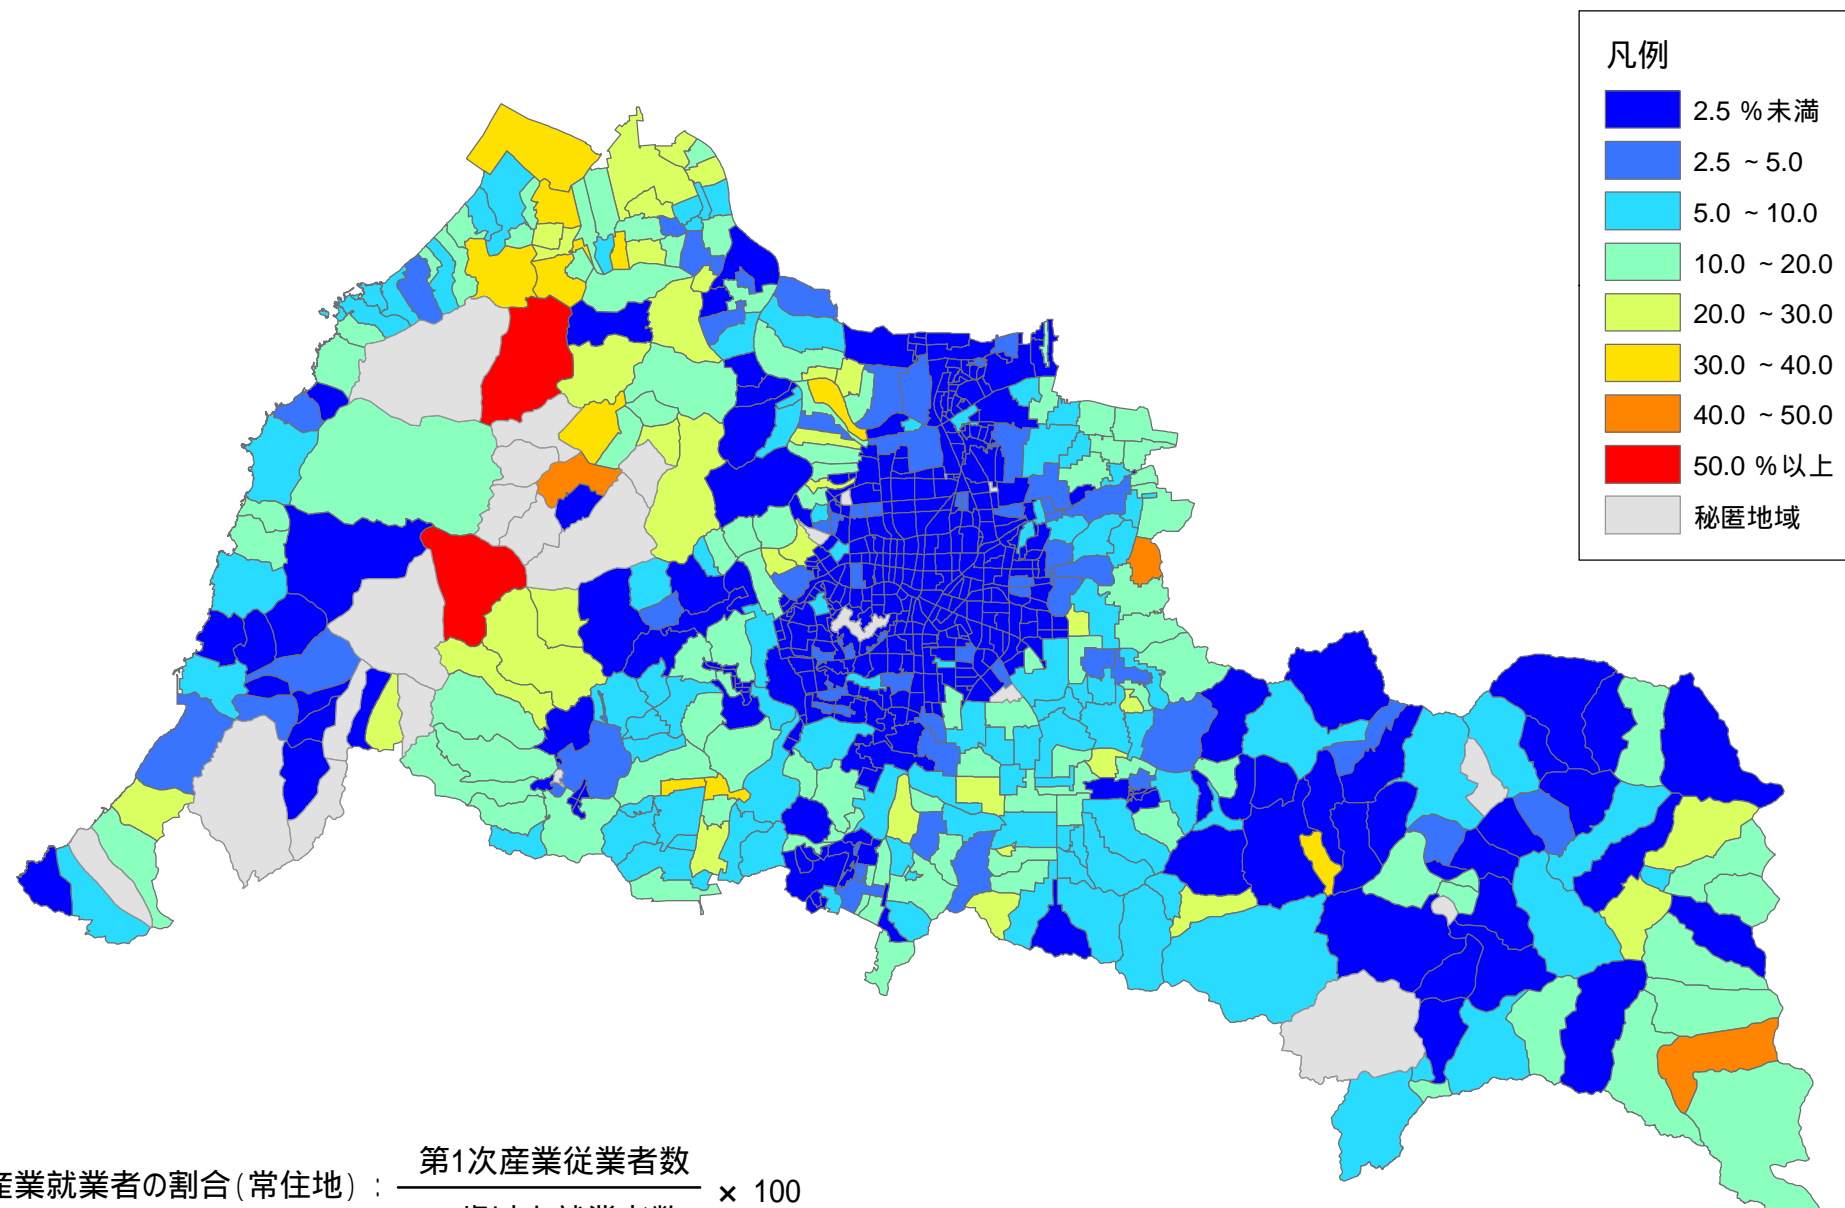 凡例
2.5 %未満
2.5 ~ 5.0
5.0 ~ 10.0
10.0 ~ 20.0
20.0 ~ 30.0
30.0 ~ 40.0
40.0 ~ 50.0
50.0 %以上
秘匿地域
産業就業者の割合(常住地) : 第1次産業従業者数 × 100